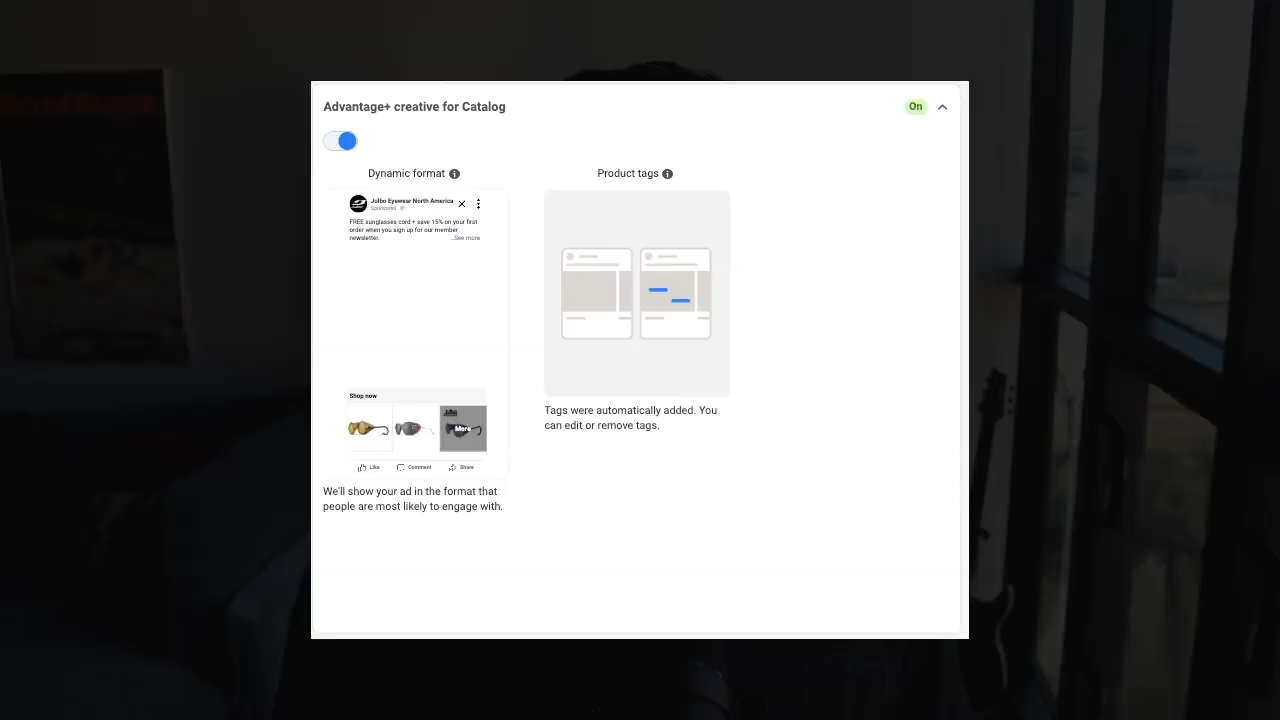 Advantage+ creative for Catalog
On
Dynamic format
Product tags
Julbo Eyewear North America
Sponsored
FREE sunglasses cord + save 15% on your first
order when you sign up for our member
newsletter.
...See more
Shop now
Julbo
More
Like
Comment
Share
We'll show your ad in the format that
people are most likely to engage with.
Tags were automatically added. You
can edit or remove tags.